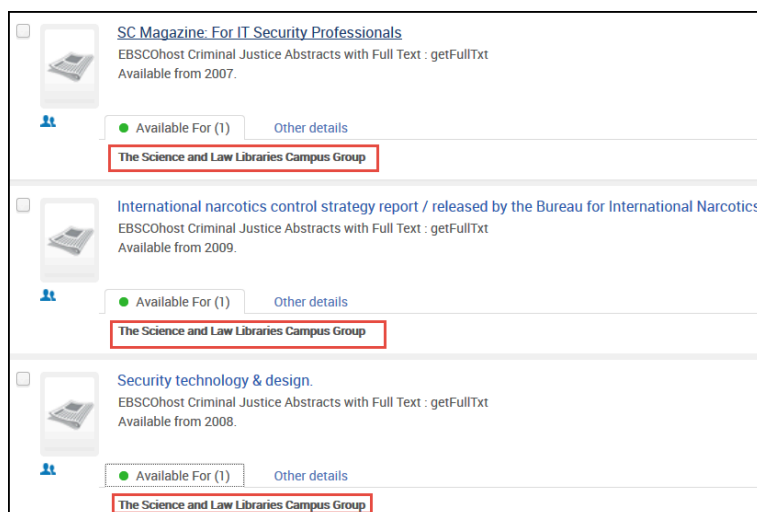 SC Magazine: For IT Security Professionals
EBSCOhost Criminal Justice Abstracts with Full Text : getFullTxt
Available from 2007.
Available For (1) Other details
The Science and Law Libraries Campus Group
International narcotics control strategy report / released by the Bureau for International Narcotics
EBSCOhost Criminal Justice Abstracts with Full Text : getFullTxt
Available from 2009.
Available For (1) Other details
The Science and Law Libraries Campus Group
Security technology & design.
EBSCOhost Criminal Justice Abstracts with Full Text : getFullTxt
Available from 2008.
Available For (1) Other details
The Science and Law Libraries Campus Group